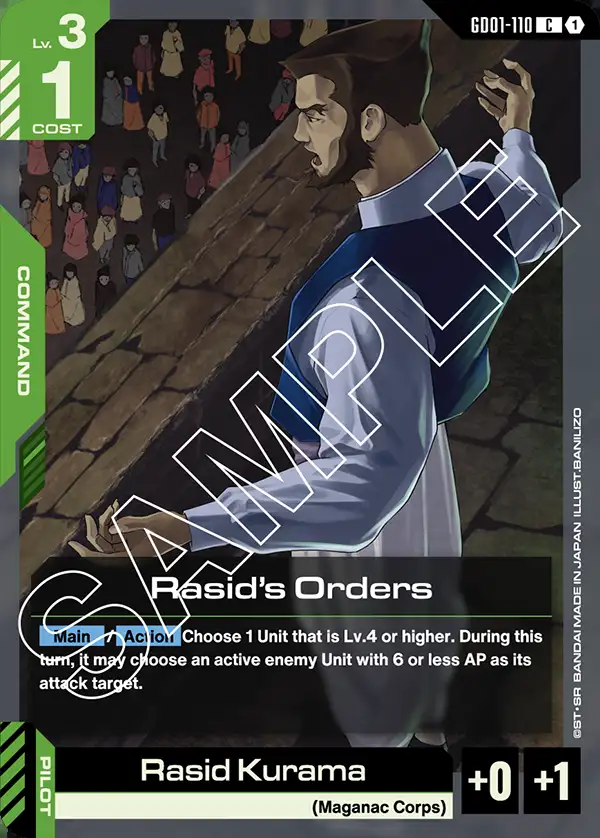 Lv. 3
1
COST
GD01-110 C 1
COMMAND
SAMPLE
©ST・SR BANDAI MADE IN JAPAN ILLUST.BANILIZO
Rasid's Orders
Main / Action Choose 1 Unit that is Lv.4 or higher. During this
turn, it may choose an active enemy Unit with 6 or less AP as its
attack target.
PILOT
Rasid Kurama
(Maganac Corps)
+0 +1